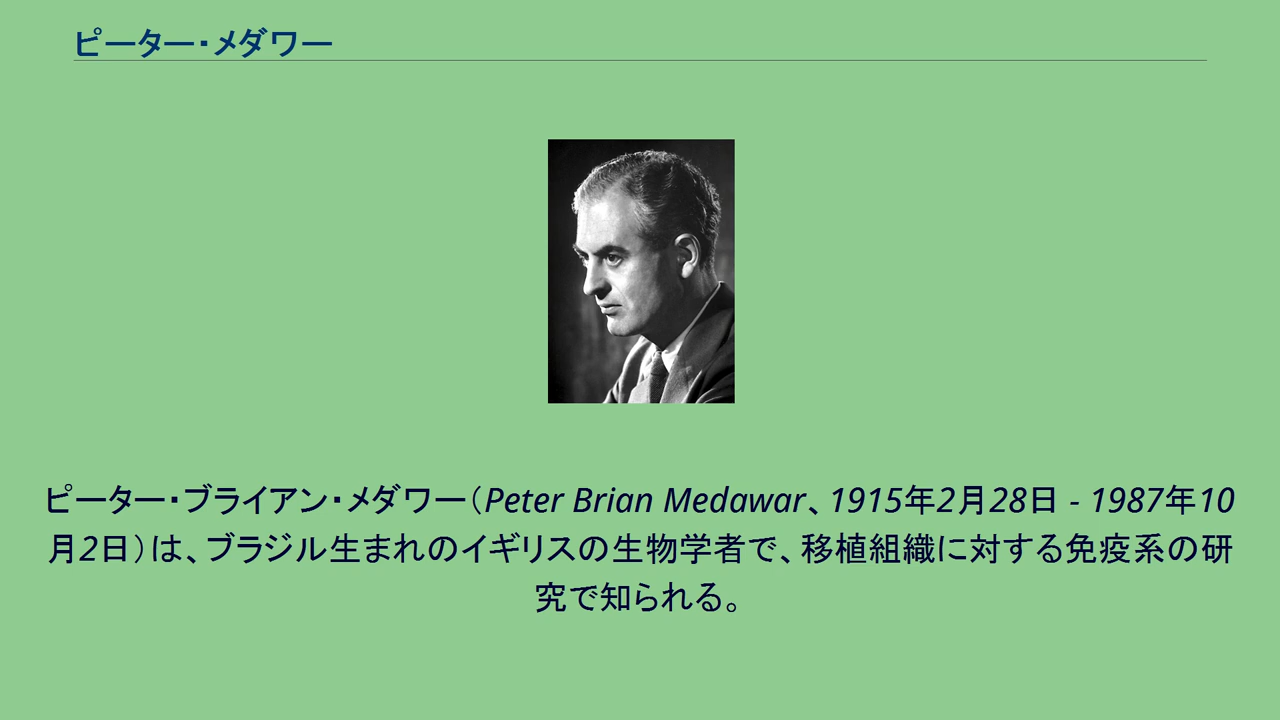 ピーター・メダワー
ピーター・ブライアン・メダワー（Peter Brian Medawar、1915年2月28日 - 1987年10
月2日）は、ブラジル生まれのイギリスの生物学者で、移植組織に対する免疫系の研
究で知られる。